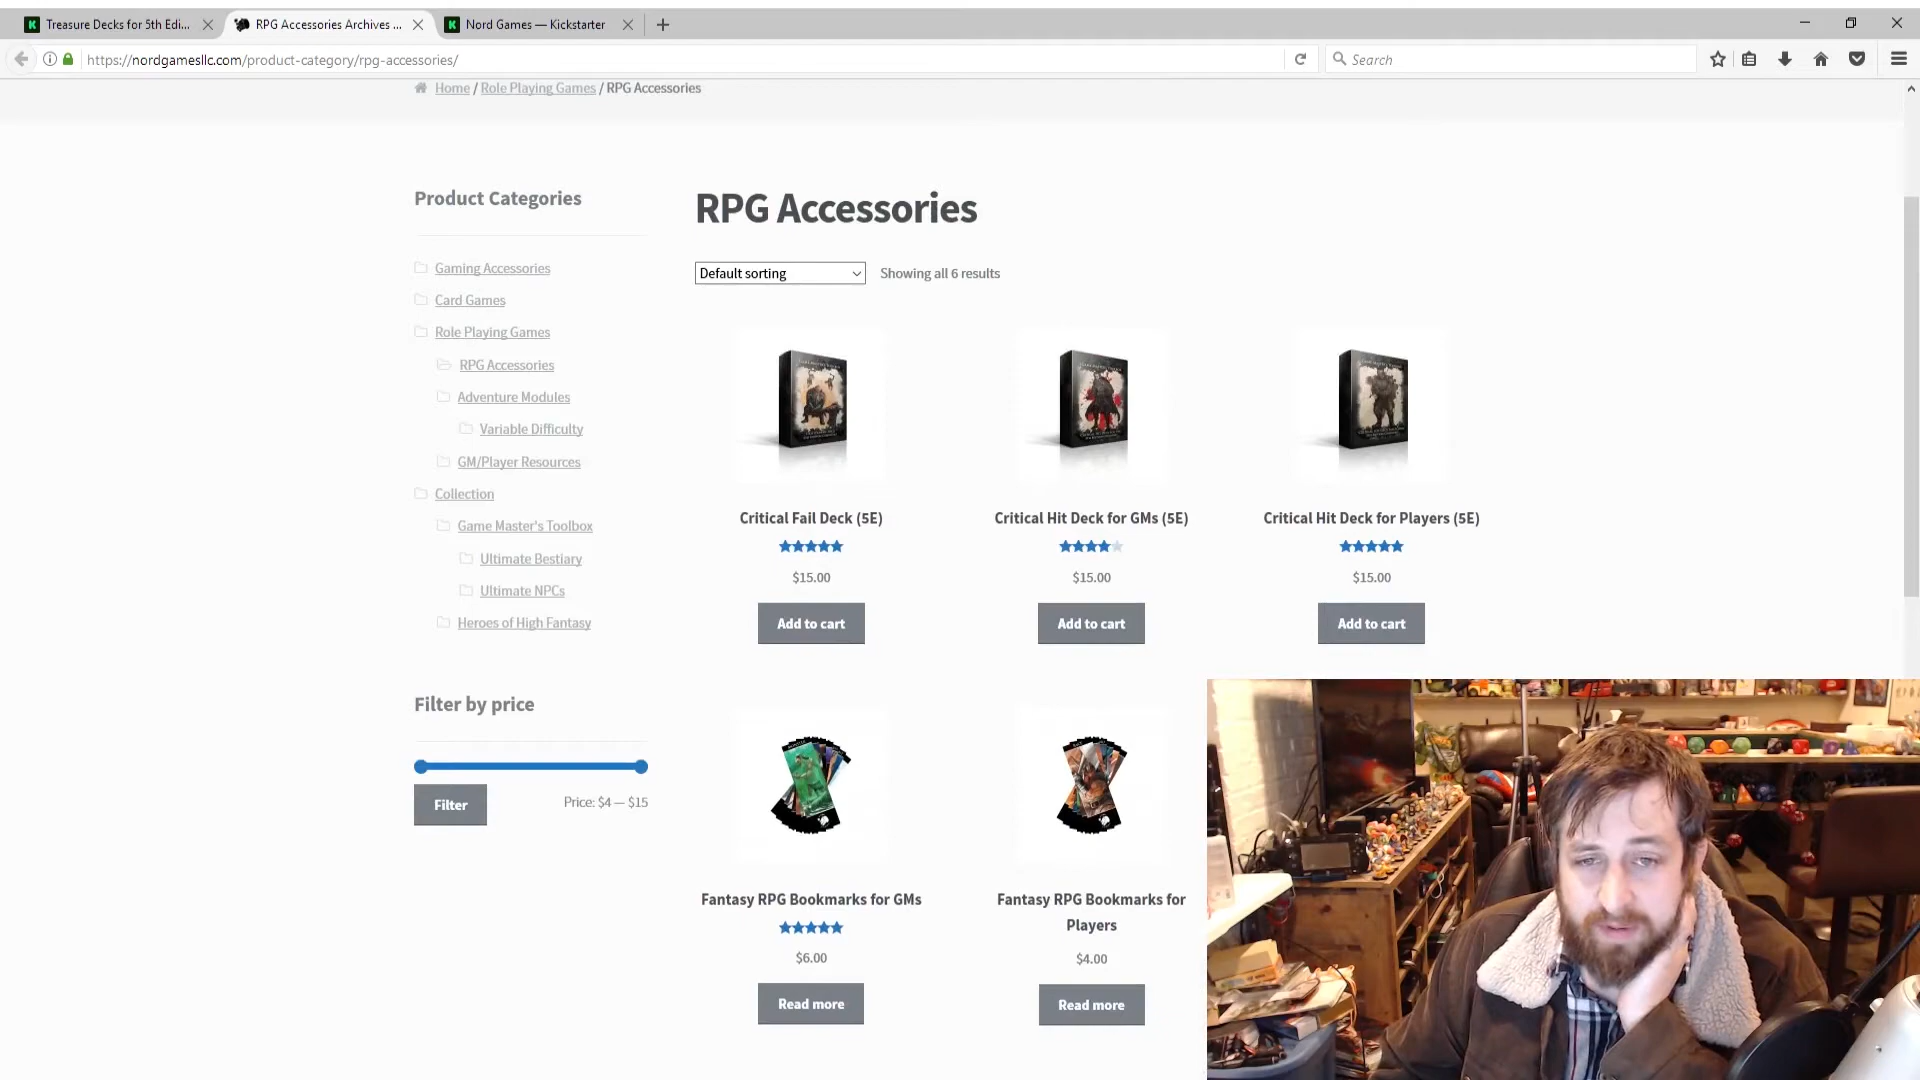 Treasure Decks for 5th Edi...
RPG Accessories Archives ...
Nord Games — Kickstarter
https://nordgamesllc.com/product-category/rpg-accessories/
Search
Home / Role Playing Games / RPG Accessories
Product Categories
Gaming Accessories
Card Games
Role Playing Games
RPG Accessories
Adventure Modules
Variable Difficulty
GM/Player Resources
Collection
Game Master's Toolbox
Ultimate Bestiary
Ultimate NPCs
Heroes of High Fantasy
Filter by price
Filter
Price: $4 — $15
RPG Accessories
Default sorting
Showing all 6 results
Critical Fail Deck (5E)
$15.00
Add to cart
Critical Hit Deck for GMs (5E)
$15.00
Add to cart
Critical Hit Deck for Players (5E)
$15.00
Add to cart
Fantasy RPG Bookmarks for GMs
$6.00
Read more
Fantasy RPG Bookmarks for
Players
$4.00
Read more